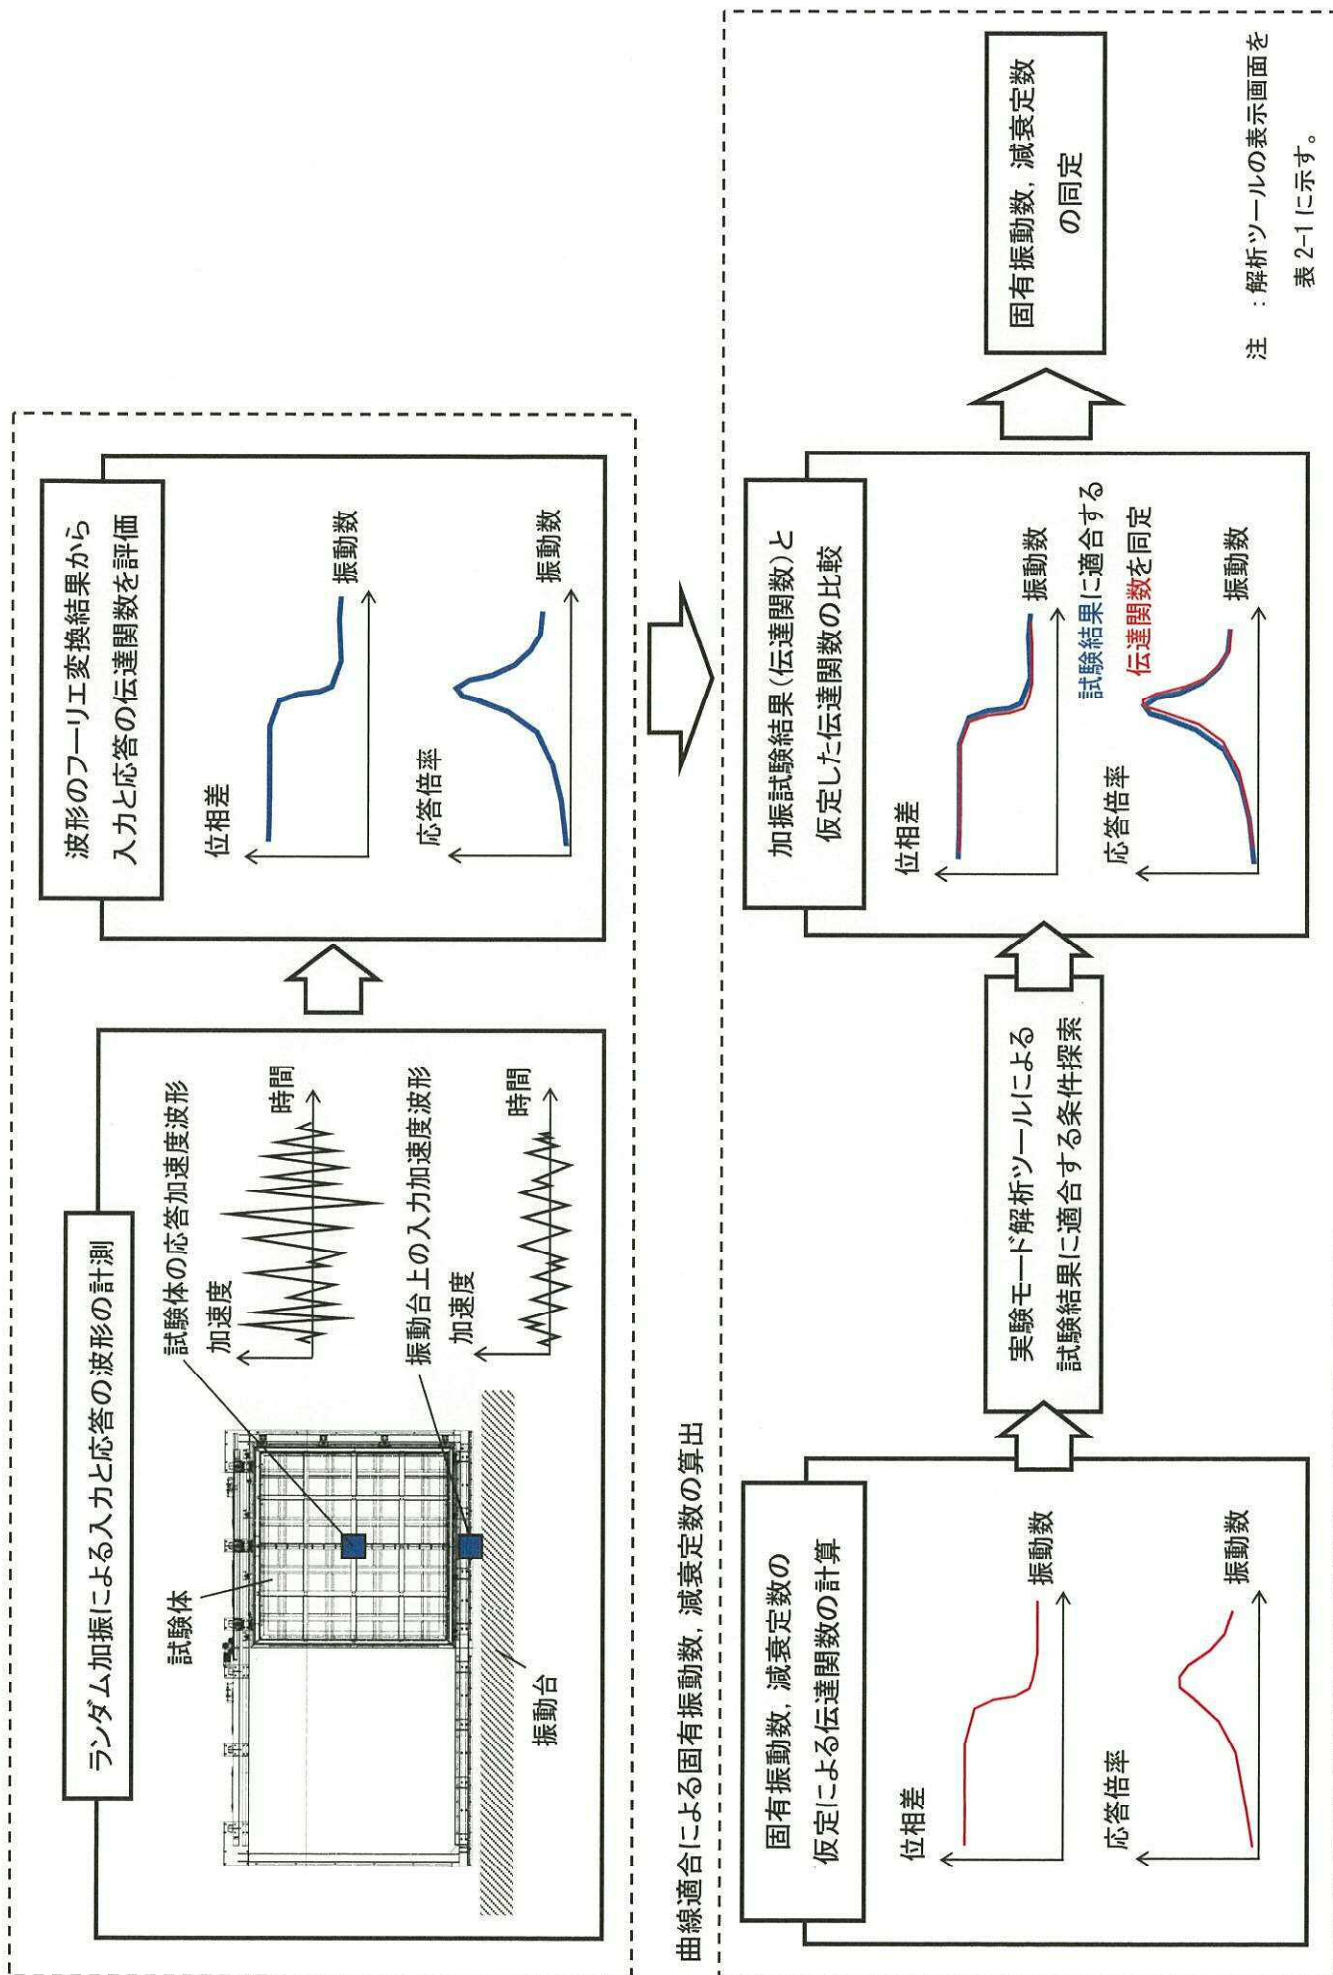 ランダム加振による入力と応答の波形の計測
試験体
試験体の応答加速度波形
加速度
時間
振動台上の入力加速度波形
加速度
時間
振動台
波形のフーリエ変換結果から
入力と応答の伝達関数を評価
位相差
振動数
応答倍率
振動数
曲線適合による固有振動数, 減衰定数の算出
固有振動数, 減衰定数の
仮定による伝達関数の計算
位相差
振動数
応答倍率
振動数
実験モード解析ツールによる
試験結果に適合する条件探索
加振試験結果(伝達関数)と
仮定した伝達関数の比較
位相差
振動数
試験結果に適合する
伝達関数を同定
応答倍率
振動数
固有振動数, 減衰定数
の同定
注 :解析ツールの表示画面を
表 2-1 に示す。